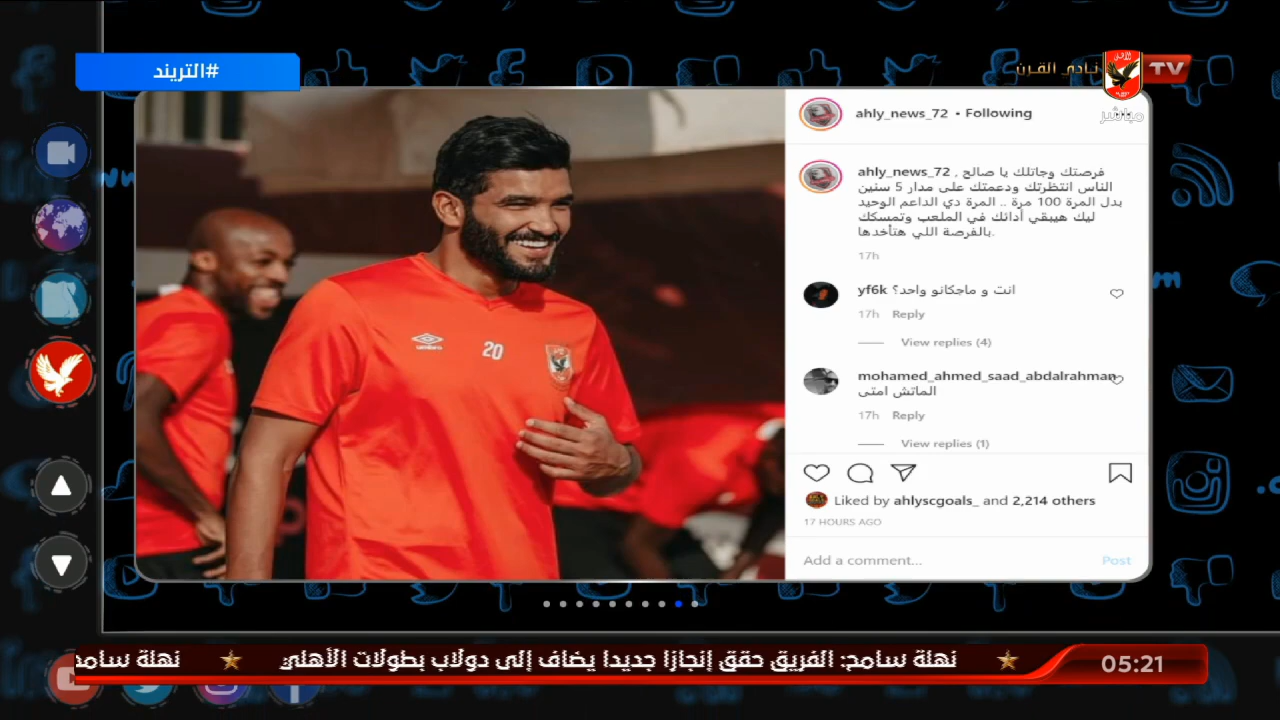 #التريند
نادي القرن
TV
مباشر
ahly_news_72 • Following
ahly_news_72 , فرصتك وجاتلك يا صالح
الناس انتظرتك ودعمتك على مدار 5 سنين
بدل المرة 100 مرة .. المرة دي الداعم الوحيد
ليك هيبقي أدائك في الملعب وتمسكك
بالفرصة اللي هتأخدها.
17h
yf6k انت و ماجكانو واحد؟
17h Reply
View replies (4)
mohamed_ahmed_saad_abdalrahman
الماتش امتى
17h Reply
View replies (1)
Liked by ahlyscgoals_ and 2,214 others
17 HOURS AGO
Add a comment... Post
20
umbro
نهلة سامح: الفريق حقق إنجازا جديدا يضاف إلى دولاب بطولات الأهلي ★ نهلة سامح
05:21